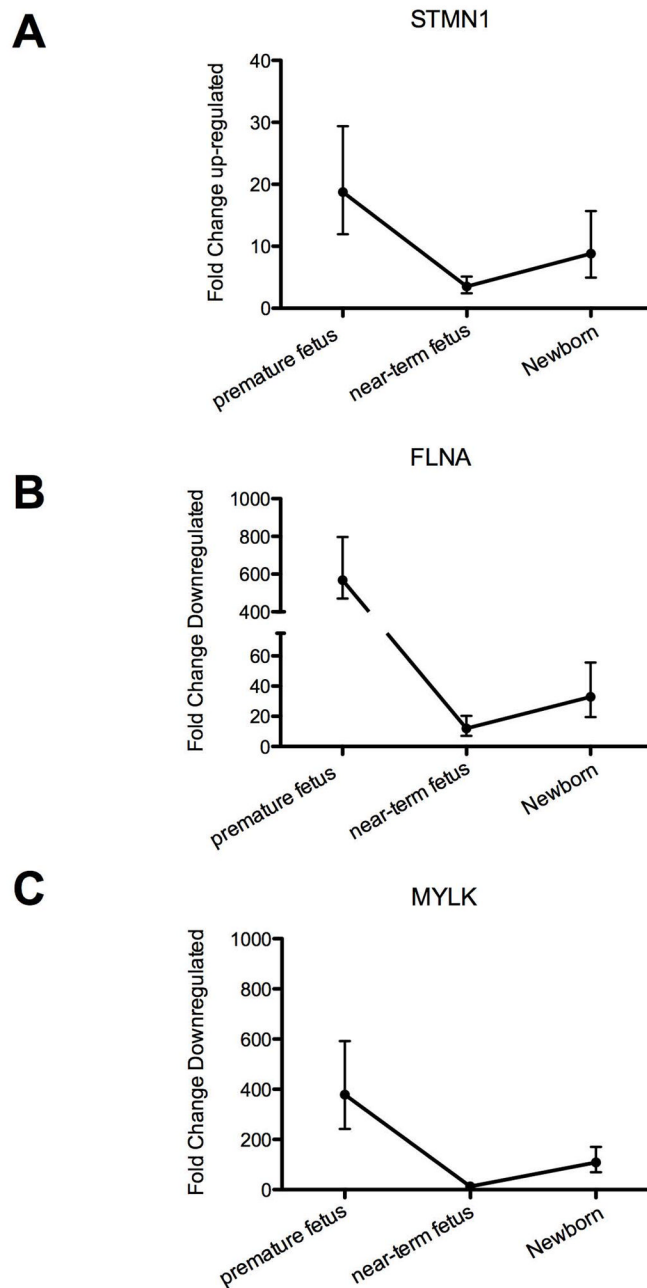 A
STMN1
Fold Change up-regulated
40
30
20
10
0
premature fetus
near-term fetus
Newborn
B
FLNA
Fold Change Downregulated
1000
800
600
400
60
40
20
0
premature fetus
near-term fetus
Newborn
C
MYLK
Fold Change Downregulated
1000
800
600
400
200
0
premature fetus
near-term fetus
Newborn